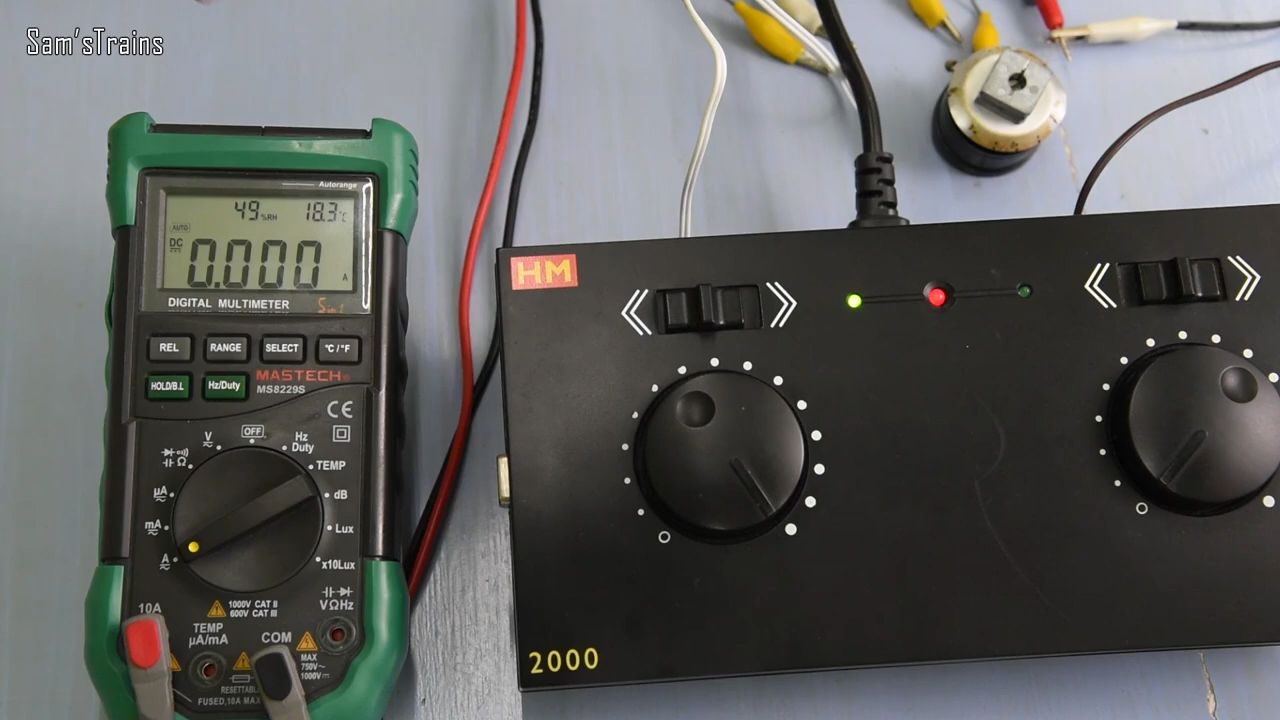 Sam'sTrains
Autorange
49 %RH 18.3 °C
AUTO
DC
0.000 A
DIGITAL MULTIMETER
REL
RANGE
SELECT
°C / °F
HOLD/B.L
Hz/Duty
MASTECH
MS8229S
CE
OFF
V
Hz
Duty
Ω
TEMP
µA
dB
mA
Lux
A
x10Lux
10A
1000V CAT II
600V CAT III
VΩHz
TEMP
µA/mA
COM
MAX
750V~
1000V
RESETTABLE
FUSED,10A MAX
HM
2000